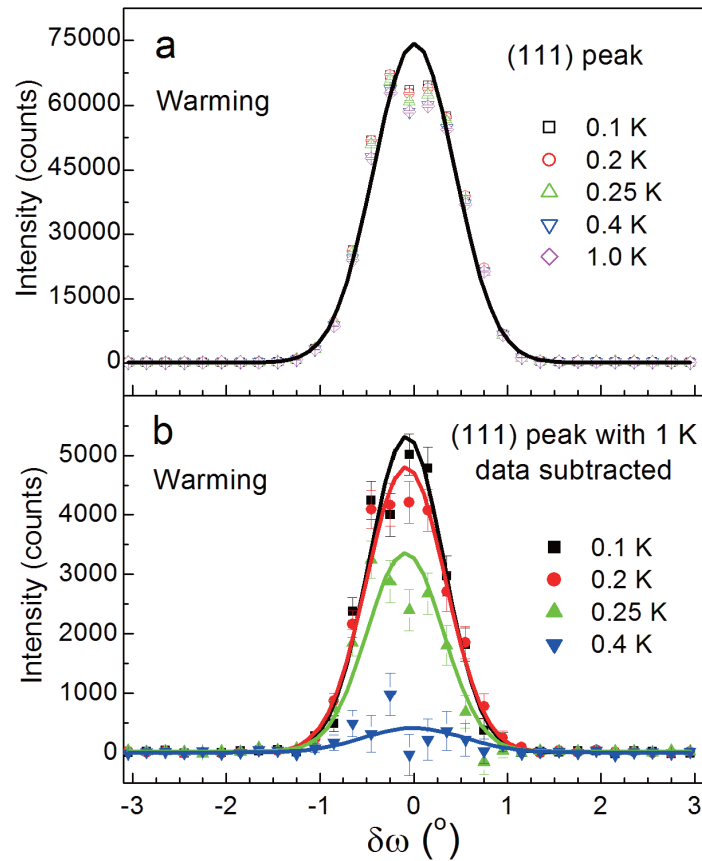 a
(111) peak
Warming
0.1 K
0.2 K
0.25 K
0.4 K
1.0 K
Intensity (counts)
75000
60000
45000
30000
15000
0
b
(111) peak with 1 K
data subtracted
Warming
0.1 K
0.2 K
0.25 K
0.4 K
Intensity (counts)
5000
4000
3000
2000
1000
0
-3 -2 -1 0 1 2 3
δω (°)